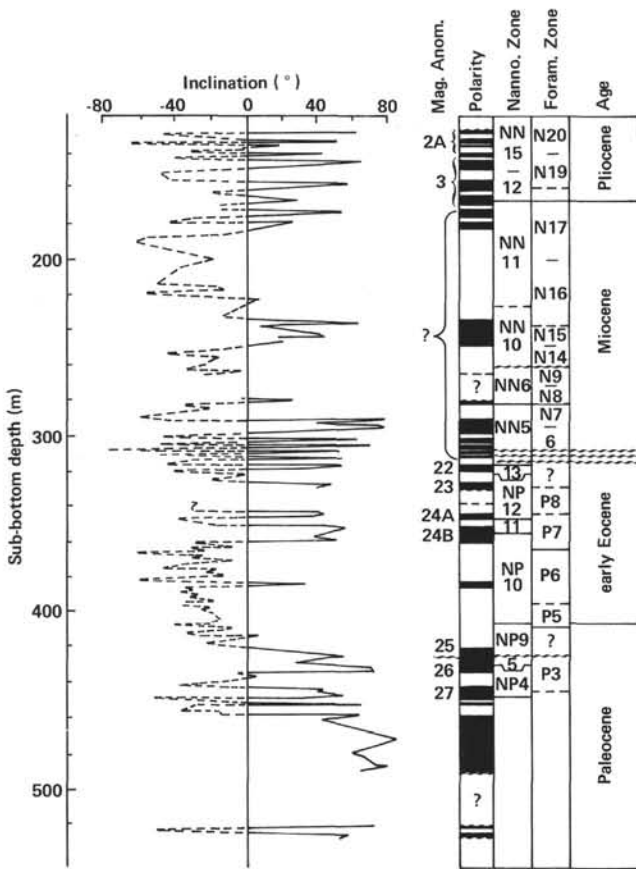 Inclination (°)
-80 -40 0 40 80
Sub-bottom depth (m)
200
300
400
500
Mag. Anom.
Polarity
Nanno. Zone
Foram. Zone
Age
2A
3
?
22
23
24A
24B
25
26
27
?
?
NN
15
—
12
NN
11
NN
10
NN6
NN5
13
NP
12
11
NP
10
NP9
5
NP4
N20
—
N19
N17
—
N16
N15
—
N14
N9
—
N8
N7
—
6
?
P8
P7
P6
P5
?
P3
Pliocene
Miocene
early Eocene
Paleocene